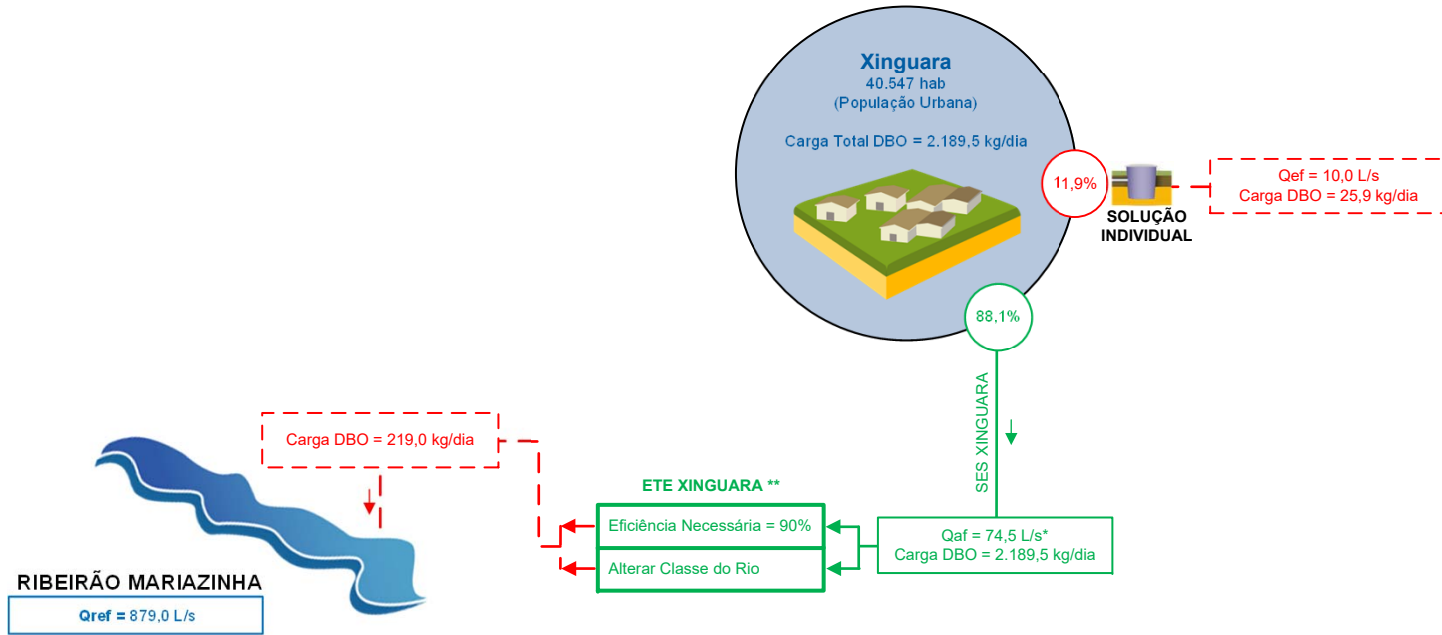 Xinguara
40.547 hab
(População Urbana)
Carga Total DBO = 2.189,5 kg/dia
11,9%
SOLUÇÃO
INDIVIDUAL
Qef = 10,0 L/s
Carga DBO = 25,9 kg/dia
88,1%
SES XINGUARA
Qaf = 74,5 L/s*
Carga DBO = 2.189,5 kg/dia
ETE XINGUARA **
Eficiência Necessária = 90%
Alterar Classe do Rio
Carga DBO = 219,0 kg/dia
RIBEIRÃO MARIAZINHA
Qref = 879,0 L/s